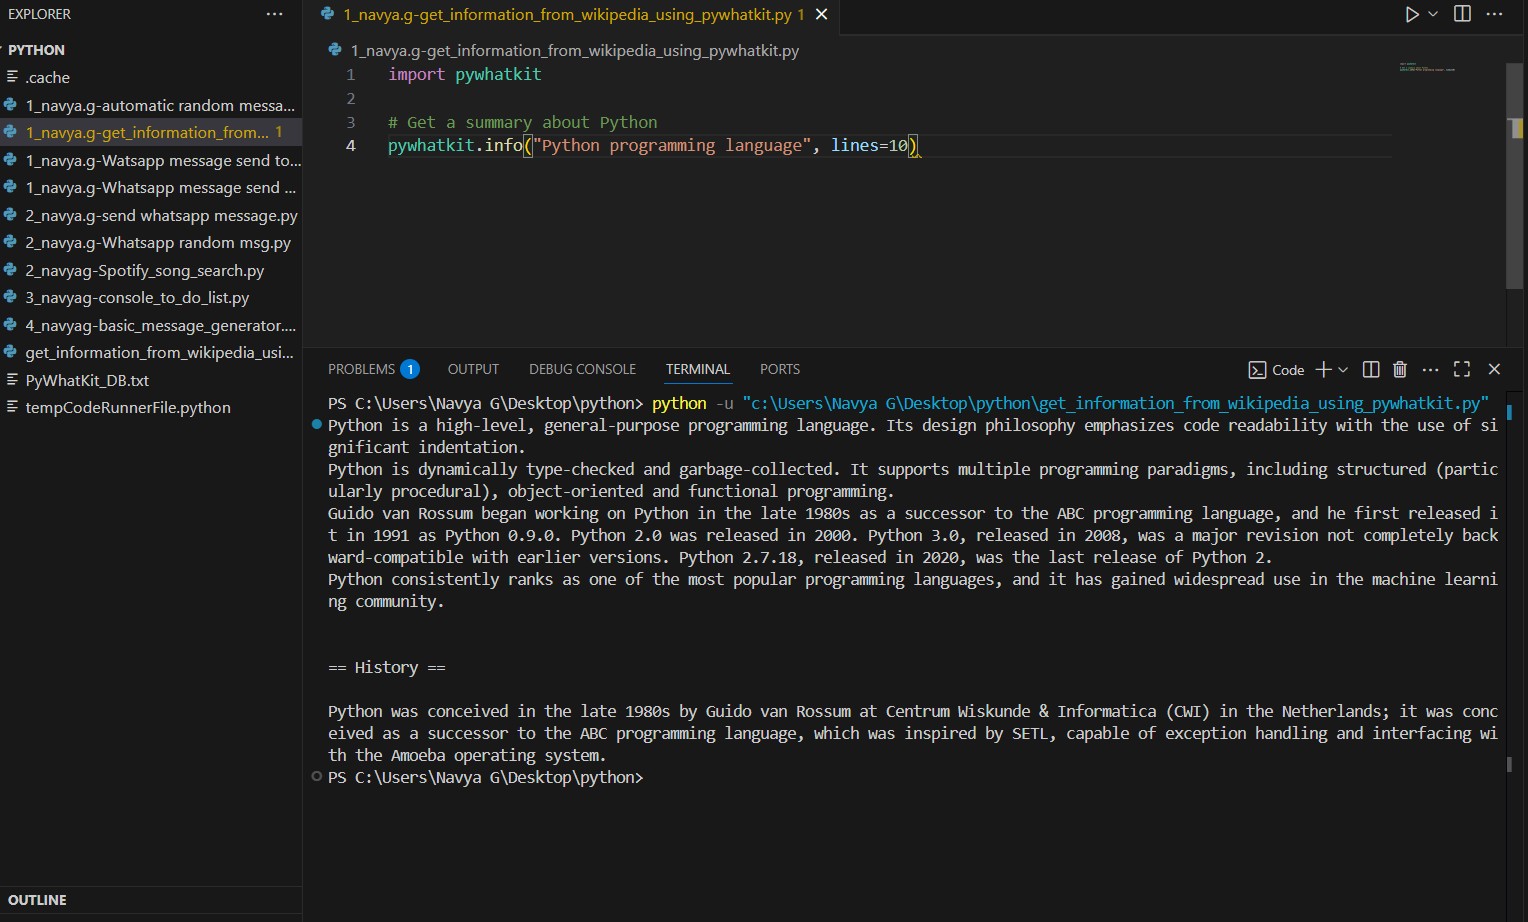 EXPLORER
PYTHON
.cache
1_navya.g-automatic random messa...
1_navya.g-get_information_from... 1
1_navya.g-Watsapp message send to...
1_navya.g-Whatsapp message send ...
2_navya.g-send whatsapp message.py
2_navya.g-Whatsapp random msg.py
2_navyag-Spotify_song_search.py
3_navyag-console_to_do_list.py
4_navyag-basic_message_generator....
get_information_from_wikipedia_usi...
PyWhatKit_DB.txt
tempCodeRunnerFile.python
OUTLINE
1_navya.g-get_information_from_wikipedia_using_pywhatkit.py 1
1_navya.g-get_information_from_wikipedia_using_pywhatkit.py
1 import pywhatkit
2
3 # Get a summary about Python
4 pywhatkit.info("Python programming language", lines=10)
PROBLEMS 1 OUTPUT DEBUG CONSOLE TERMINAL PORTS Code
PS C:\Users\Navya G\Desktop\python> python -u "c:\Users\Navya G\Desktop\python\get_information_from_wikipedia_using_pywhatkit.py"
Python is a high-level, general-purpose programming language. Its design philosophy emphasizes code readability with the use of si
gnificant indentation.
Python is dynamically type-checked and garbage-collected. It supports multiple programming paradigms, including structured (partic
ularly procedural), object-oriented and functional programming.
Guido van Rossum began working on Python in the late 1980s as a successor to the ABC programming language, and he first released i
t in 1991 as Python 0.9.0. Python 2.0 was released in 2000. Python 3.0, released in 2008, was a major revision not completely back
ward-compatible with earlier versions. Python 2.7.18, released in 2020, was the last release of Python 2.
Python consistently ranks as one of the most popular programming languages, and it has gained widespread use in the machine learni
ng community.
== History ==
Python was conceived in the late 1980s by Guido van Rossum at Centrum Wiskunde & Informatica (CWI) in the Netherlands; it was conc
eived as a successor to the ABC programming language, which was inspired by SETL, capable of exception handling and interfacing wi
th the Amoeba operating system.
PS C:\Users\Navya G\Desktop\python>